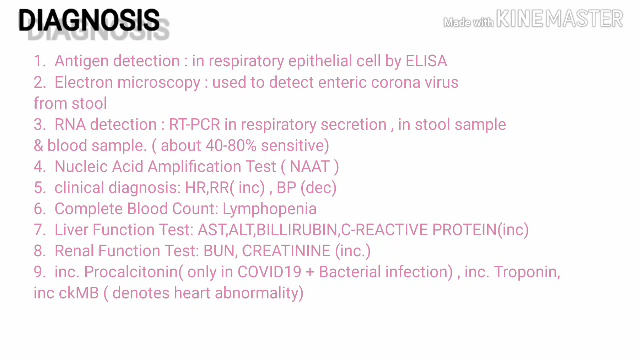 DIAGNOSIS
Made with KINEMASTER
1. Antigen detection : in respiratory epithelial cell by ELISA
2. Electron microscopy : used to detect enteric corona virus
from stool
3. RNA detection : RT-PCR in respiratory secretion , in stool sample
& blood sample. ( about 40-80% sensitive)
4. Nucleic Acid Amplification Test ( NAAT )
5. clinical diagnosis: HR,RR( inc) , BP (dec)
6. Complete Blood Count: Lymphopenia
7. Liver Function Test: AST,ALT,BILLIRUBIN,C-REACTIVE PROTEIN(inc)
8. Renal Function Test: BUN, CREATININE (inc.)
9. inc. Procalcitonin( only in COVID19 + Bacterial infection) , inc. Troponin,
inc ckMB ( denotes heart abnormality)